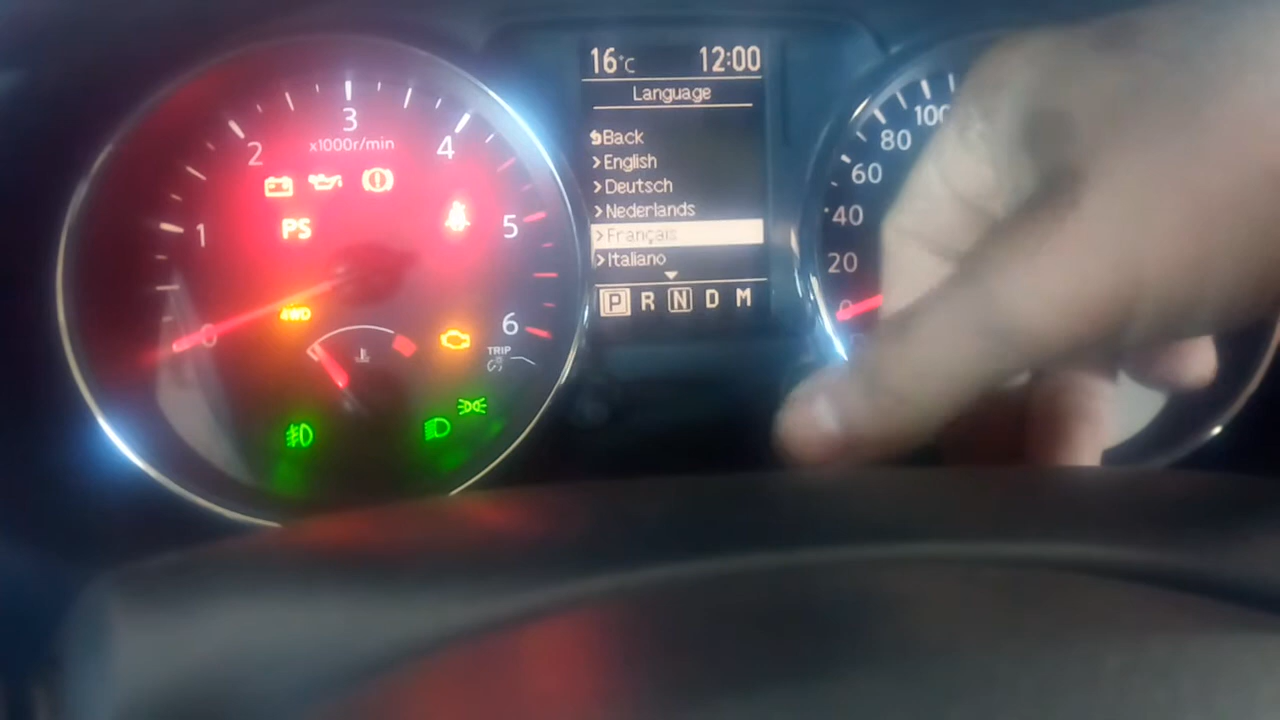 16°C 12:00
Language
Back
>English
>Deutsch
>Nederlands
>Français
>Italiano
P R N D M
0 1 2 3 4 5 6
x1000r/min
PS
4WD
TRIP
0 20 40 60 80 100